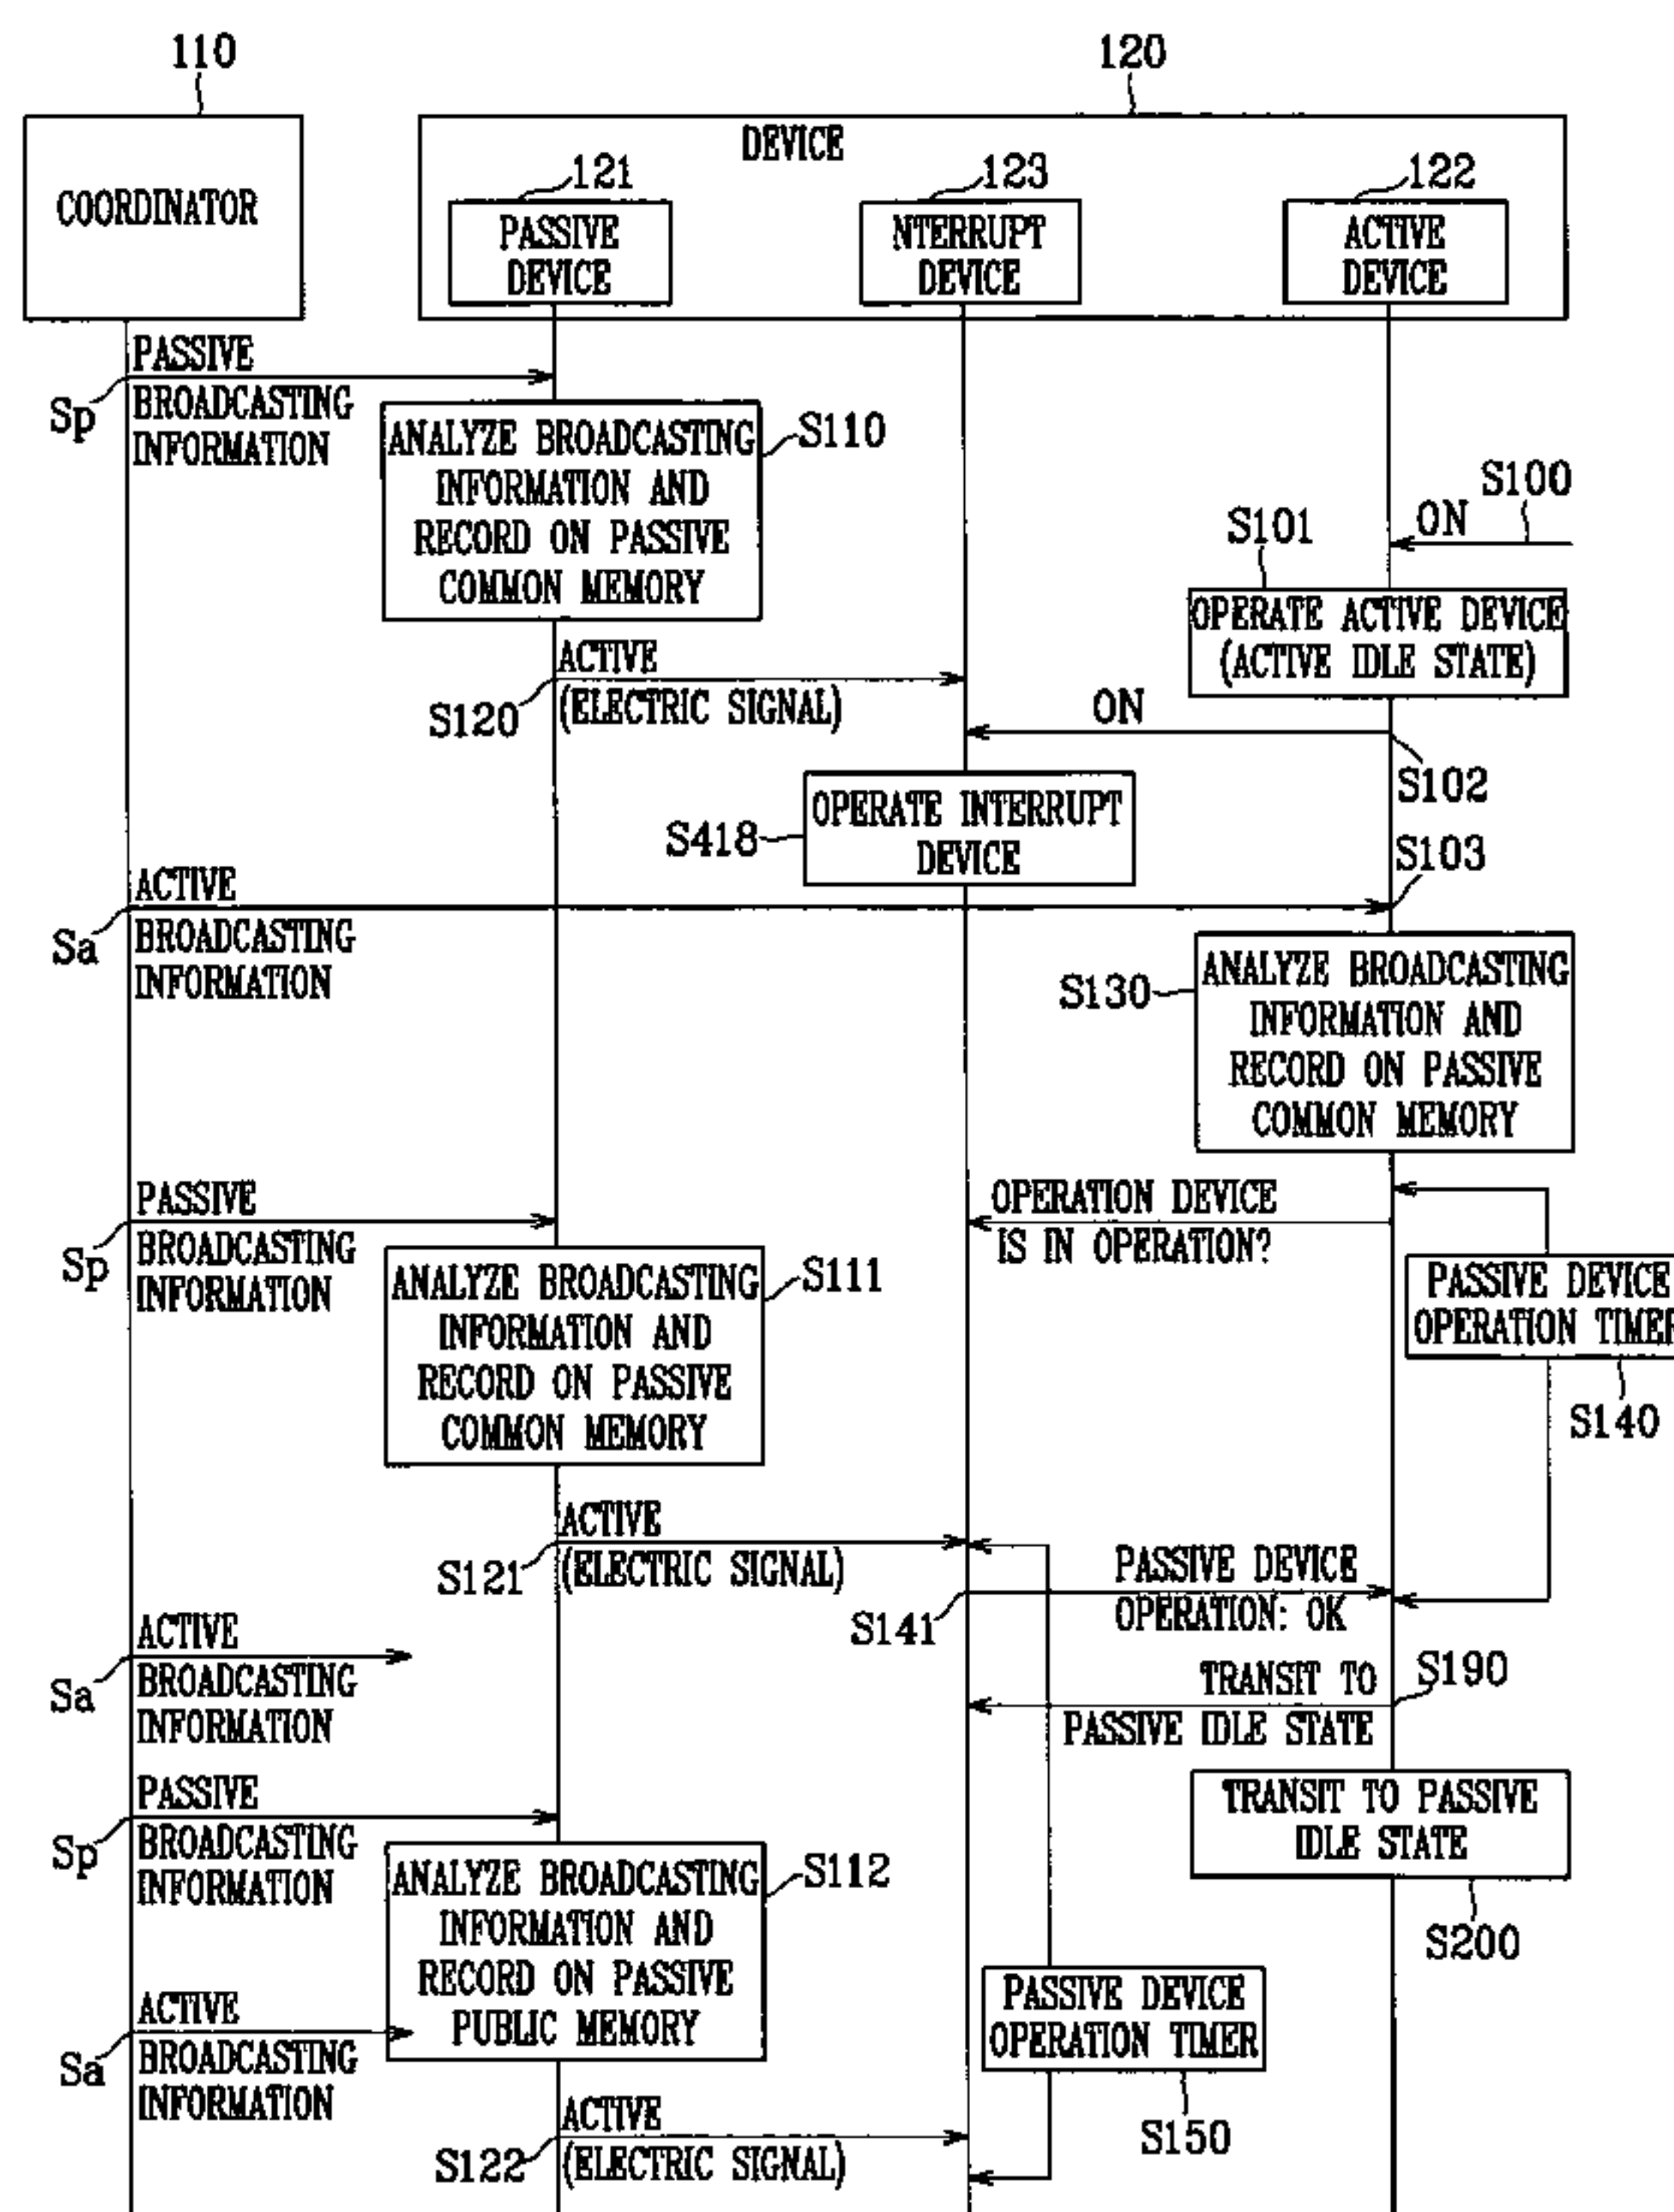 110
120
COORDINATOR
DEVICE
121
123
122
PASSIVE
DEVICE
NTERRUPT
DEVICE
ACTIVE
DEVICE
PASSIVE
BROADCASTING
INFORMATION
Sp
ANALYZE BROADCASTING
INFORMATION AND
RECORD ON PASSIVE
COMMON MEMORY
S110
S100
ON
S101
OPERATE ACTIVE DEVICE
(ACTIVE IDLE STATE)
ACTIVE
(ELECTRIC SIGNAL)
S120
ON
S102
OPERATE INTERRUPT
DEVICE
S418
S103
ACTIVE
BROADCASTING
INFORMATION
Sa
ANALYZE BROADCASTING
INFORMATION AND
RECORD ON PASSIVE
COMMON MEMORY
S130
PASSIVE
BROADCASTING
INFORMATION
Sp
OPERATION DEVICE
IS IN OPERATION?
ANALYZE BROADCASTING
INFORMATION AND
RECORD ON PASSIVE
COMMON MEMORY
S111
PASSIVE DEVICE
OPERATION TIMER
S140
ACTIVE
(ELECTRIC SIGNAL)
S121
PASSIVE DEVICE
OPERATION: OK
S141
ACTIVE
BROADCASTING
INFORMATION
Sa
TRANSIT TO
PASSIVE IDLE STATE
S190
PASSIVE
BROADCASTING
INFORMATION
Sp
TRANSIT TO PASSIVE
IDLE STATE
S200
ANALYZE BROADCASTING
INFORMATION AND
RECORD ON PASSIVE
PUBLIC MEMORY
S112
ACTIVE
BROADCASTING
INFORMATION
Sa
PASSIVE DEVICE
OPERATION TIMER
S150
ACTIVE
(ELECTRIC SIGNAL)
S122